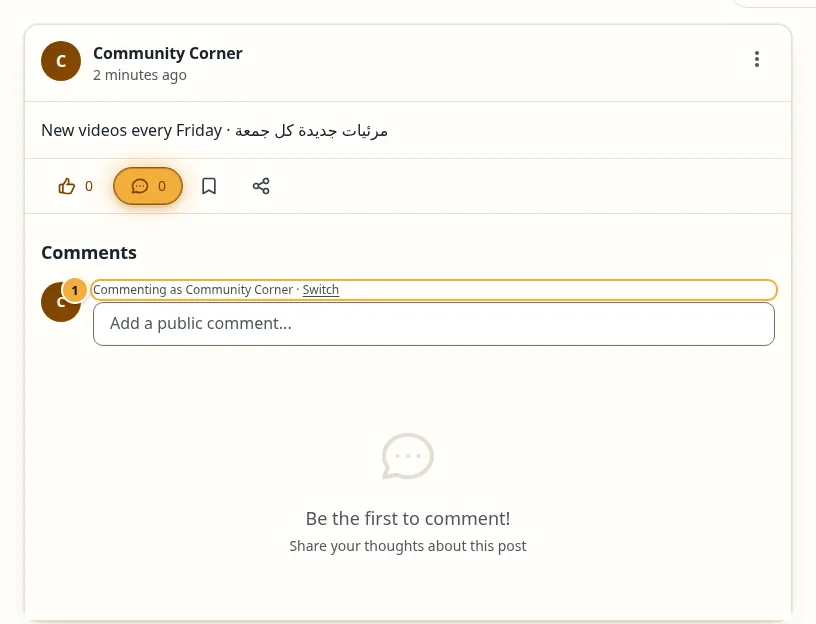 C
Community Corner
2 minutes ago
New videos every Friday · مرئيات جديدة كل جمعة
0
0
Comments
C
1
Commenting as Community Corner · Switch
Add a public comment...
Be the first to comment!
Share your thoughts about this post